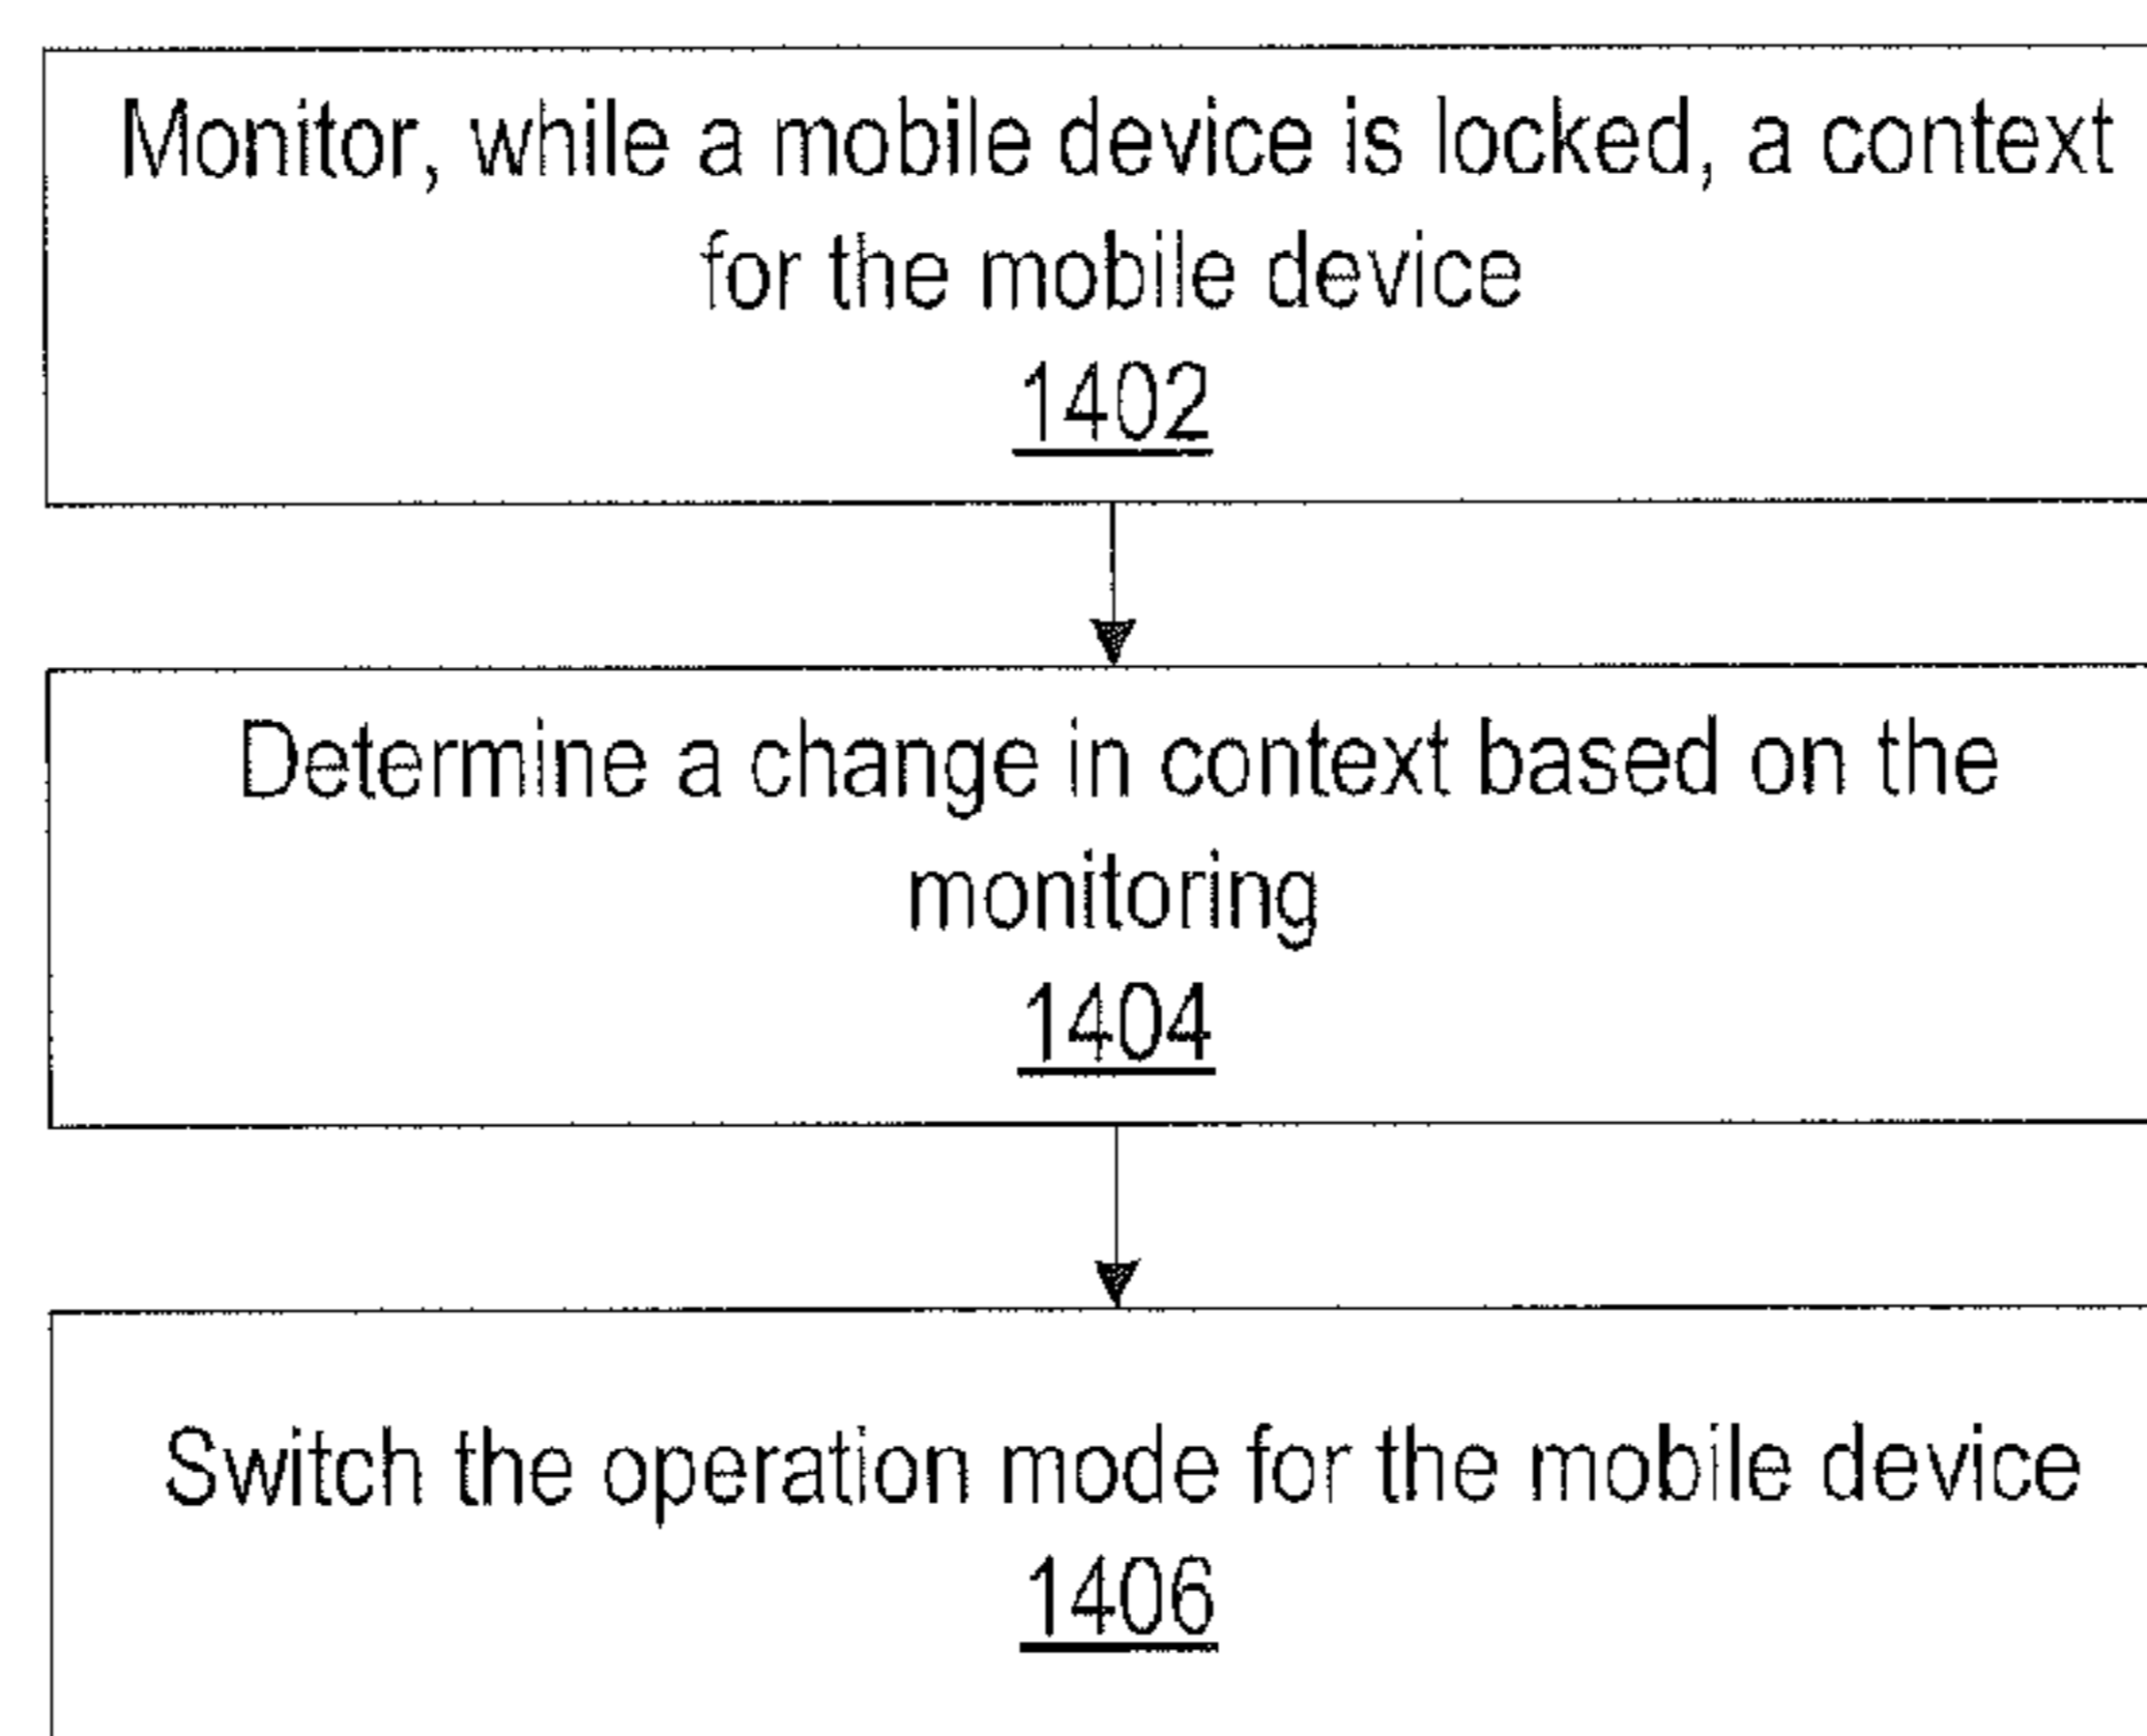 Monitor, while a mobile device is locked, a context
for the mobile device
1402
Determine a change in context based on the
monitoring
1404
Switch the operation mode for the mobile device
1406